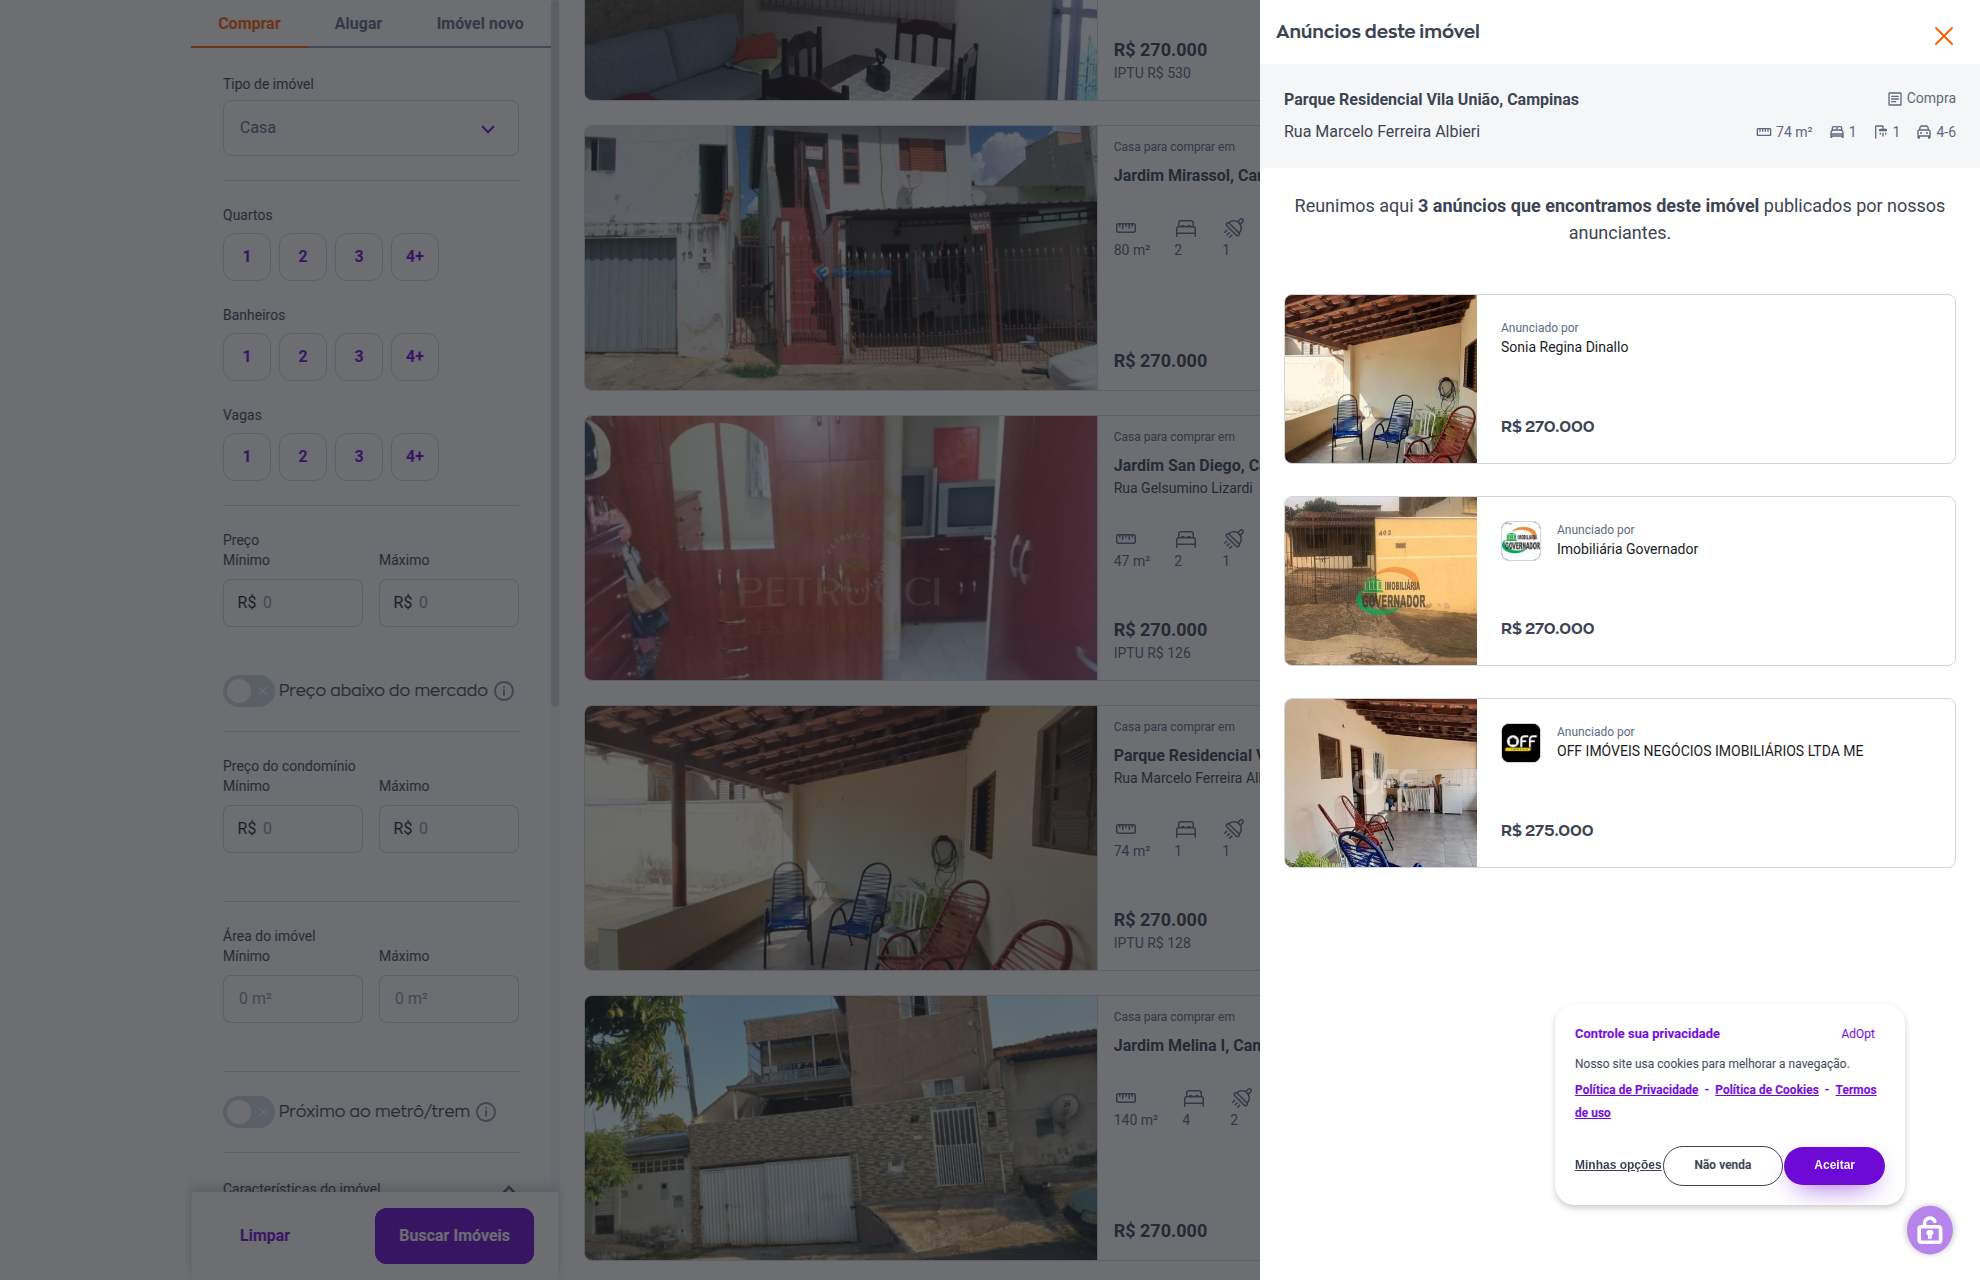 Comprar
Alugar
Imóvel novo
Tipo de imóvel
Casa
Quartos
1
2
3
4+
Banheiros
1
2
3
4+
Vagas
1
2
3
4+
Preço
Mínimo
Máximo
R$ 0
R$ 0
Preço abaixo do mercado
Preço do condomínio
Mínimo
Máximo
R$ 0
R$ 0
Área do imóvel
Mínimo
Máximo
0 m²
0 m²
Próximo ao metrô/trem
Características do imóvel
Limpar
Buscar Imóveis
R$ 270.000
IPTU R$ 530
Casa para comprar em
Jardim Mirassol, Ca
80 m²
2
1
R$ 270.000
Casa para comprar em
Jardim San Diego, C
Rua Gelsumino Lizardi
47 m²
2
1
PETRUCCI
R$ 270.000
IPTU R$ 126
Casa para comprar em
Parque Residencial V
Rua Marcelo Ferreira Al
74 m²
1
1
R$ 270.000
IPTU R$ 128
Casa para comprar em
Jardim Melina I, Can
140 m²
4
2
R$ 270.000
Anúncios deste imóvel
Parque Residencial Vila União, Campinas
Compra
Rua Marcelo Ferreira Albieri
74 m²
1
1
4-6
Reunimos aqui 3 anúncios que encontramos deste imóvel publicados por nossos
anunciantes.
Anunciado por
Sonia Regina Dinallo
R$ 270.000
403
IMOBILIÁRIA
GOVERNADOR
IMOBILIÁRIA
GOVERNADOR
Anunciado por
Imobiliária Governador
R$ 270.000
OFF
OFF
Anunciado por
OFF IMÓVEIS NEGÓCIOS IMOBILIÁRIOS LTDA ME
R$ 275.000
Controle sua privacidade
AdOpt
Nosso site usa cookies para melhorar a navegação.
Política de Privacidade - Política de Cookies - Termos
de uso
Minhas opções
Não venda
Aceitar